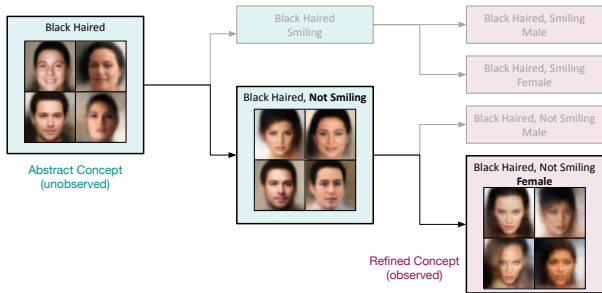 Black Haired
Abstract Concept
(unobserved)
Black Haired
Smiling
Black Haired, Not Smiling
Black Haired, Smiling
Male
Black Haired, Smiling
Female
Black Haired, Not Smiling
Male
Black Haired, Not Smiling
Female
Refined Concept
(observed)